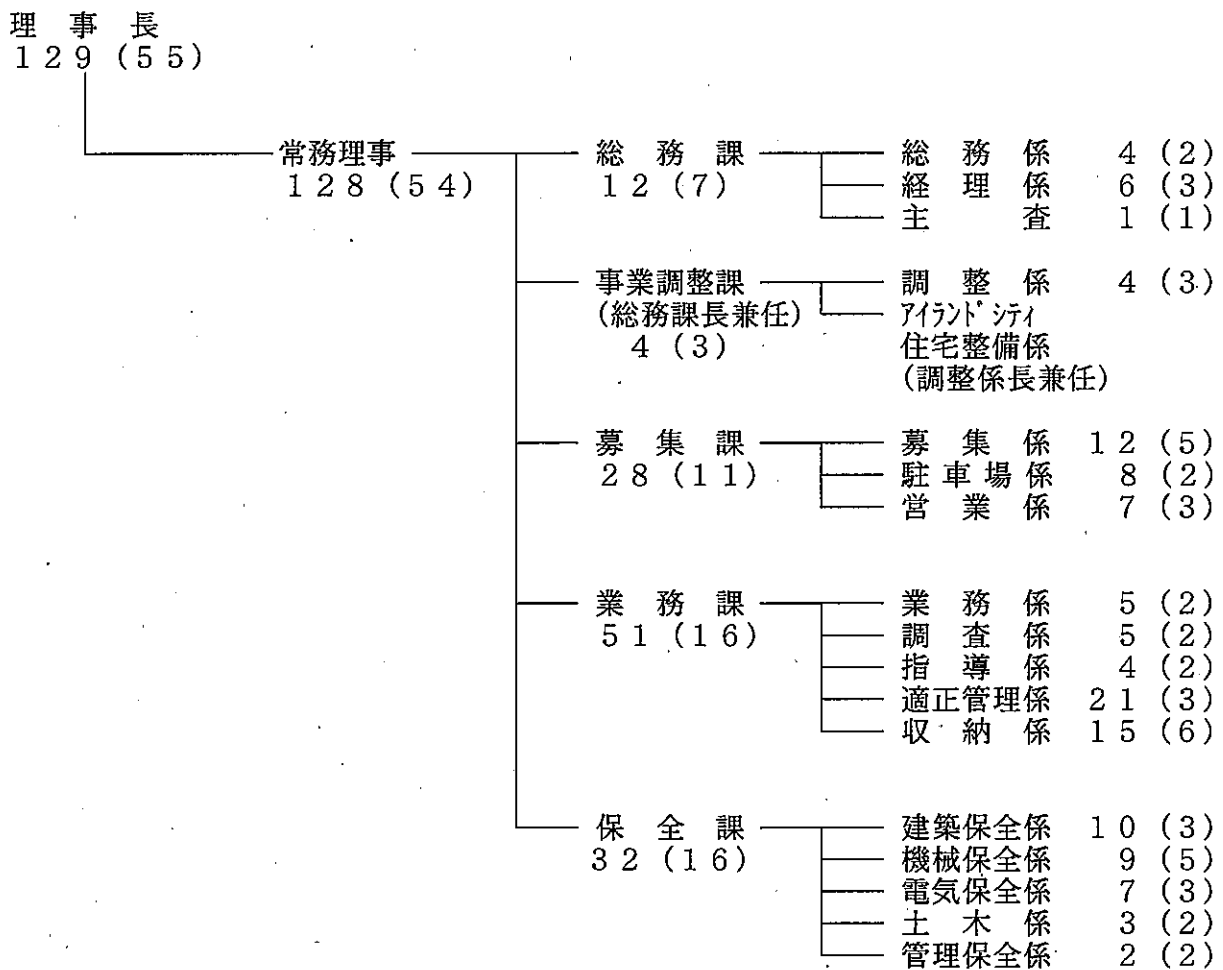 理事長
129 (55)
常務理事
128 (54)
総務課
12 (7)
総務係 4 (2)
経理係 6 (3)
主査 1 (1)
事業調整課
(総務課長兼任)
4 (3)
調整係 4 (3)
ｱｲﾗﾝﾄﾞｼﾃｨ
住宅整備係
(調整係長兼任)
募集課
28 (11)
募集係 12 (5)
駐車場係 8 (2)
営業係 7 (3)
業務課
51 (16)
業務係 5 (2)
調査係 5 (2)
指導係 4 (2)
適正管理係 21 (3)
収納係 15 (6)
保全課
32 (16)
建築保全係 10 (3)
機械保全係 9 (5)
電気保全係 7 (3)
土木係 3 (2)
管理保全係 2 (2)